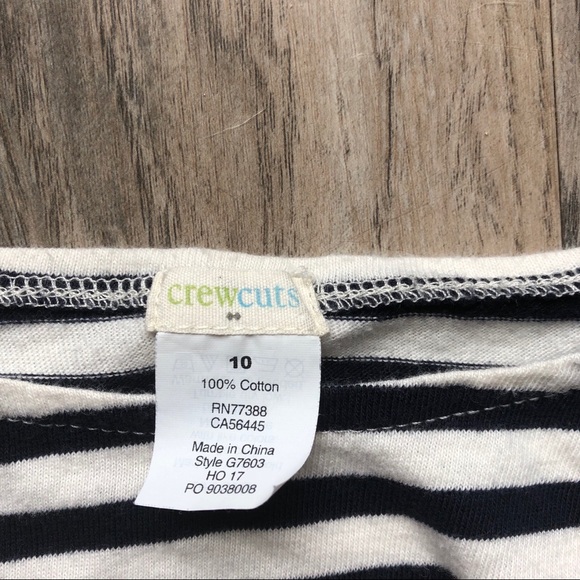 crewcuts
10
100% Cotton
RN77388
CA56445
Made in China
Style G7603
HO 17
PO 9038008